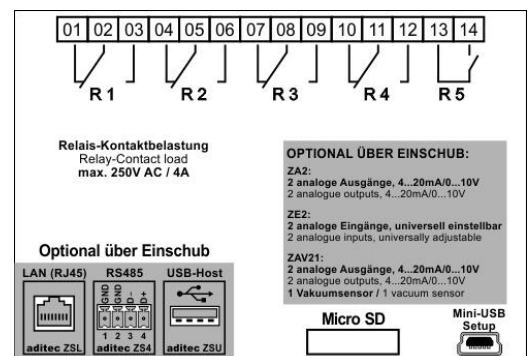 01 02 03 04 05 06 07 08 09 10 11 12 13 14
R1 R2 R3 R4 R5
Relais-Kontaktbelastung
Relay-Contact load
max. 250V AC / 4A
OPTIONAL ÜBER EINSCHUB:
ZA2:
2 analoge Ausgänge, 4...20mA/0...10V
2 analogue outputs, 4...20mA/0...10V
ZE2:
2 analoge Eingänge, universell einstellbar
2 analogue inputs, universally adjustable
ZAV21:
2 analoge Ausgänge, 4...20mA/0...10V
2 analogue outputs, 4...20mA/0...10V
1 Vakuumsensor / 1 vacuum sensor
Optional über Einschub
LAN (RJ45) RS485 USB-Host
GND GND D- D+
1 2 3 4
aditec ZSL aditec ZS4 aditec ZSU
Micro SD
Mini-USB
Setup